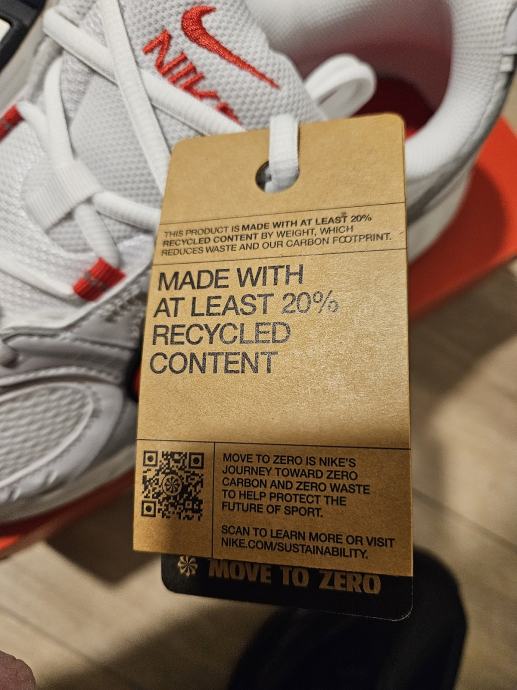 NIKE
THIS PRODUCT IS MADE WITH AT LEAST 20%
RECYCLED CONTENT BY WEIGHT, WHICH
REDUCES WASTE AND OUR CARBON FOOTPRINT.
MADE WITH
AT LEAST 20%
RECYCLED
CONTENT
MOVE TO ZERO IS NIKE'S
JOURNEY TOWARD ZERO
CARBON AND ZERO WASTE
TO HELP PROTECT THE
FUTURE OF SPORT.
SCAN TO LEARN MORE OR VISIT
NIKE.COM/SUSTAINABILITY.
MOVE TO ZERO